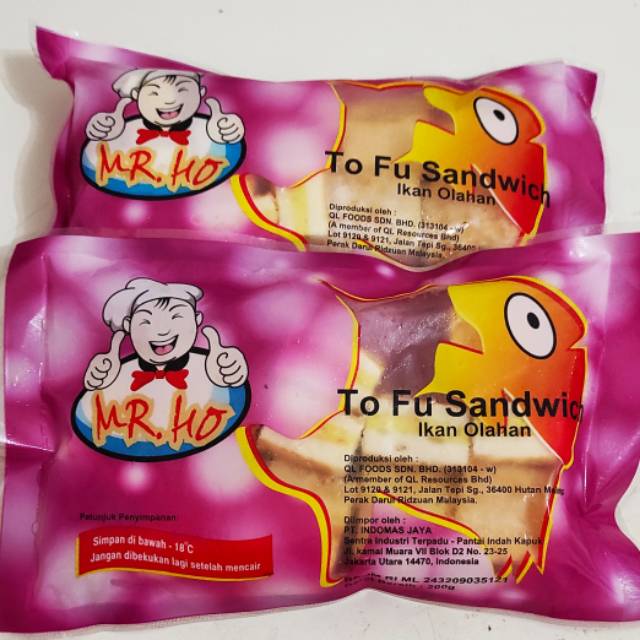 MR. HO
To Fu Sandwich
Ikan Olahan
Diproduksi oleh :
QL FOODS SDN. BHD. (313104 - w)
(A member of QL Resources Bhd)
Lot 9120 & 9121, Jalan Tepi Sg., 36400
Perak Darul Ridzuan Malaysia.
MR. HO
To Fu Sandwich
Ikan Olahan
Diproduksi oleh :
QL FOODS SDN. BHD. (313104 - w)
(A member of QL Resources Bhd)
Lot 9120 & 9121, Jalan Tepi Sg., 36400 Hutan
Perak Darul Ridzuan Malaysia.
Diimpor oleh :
PT. INDOMAS JAYA
Sentra Industri Terpadu - Pantai Indah Kapuk
Jl. kamal Muara VII Blok D2 No. 23-25
Jakarta Utara 14470, Indonesia
RI ML 243209035121
200g
Petunjuk Penyimpanan:
Simpan di bawah - 18°C
Jangan dibekukan lagi setelah mencair